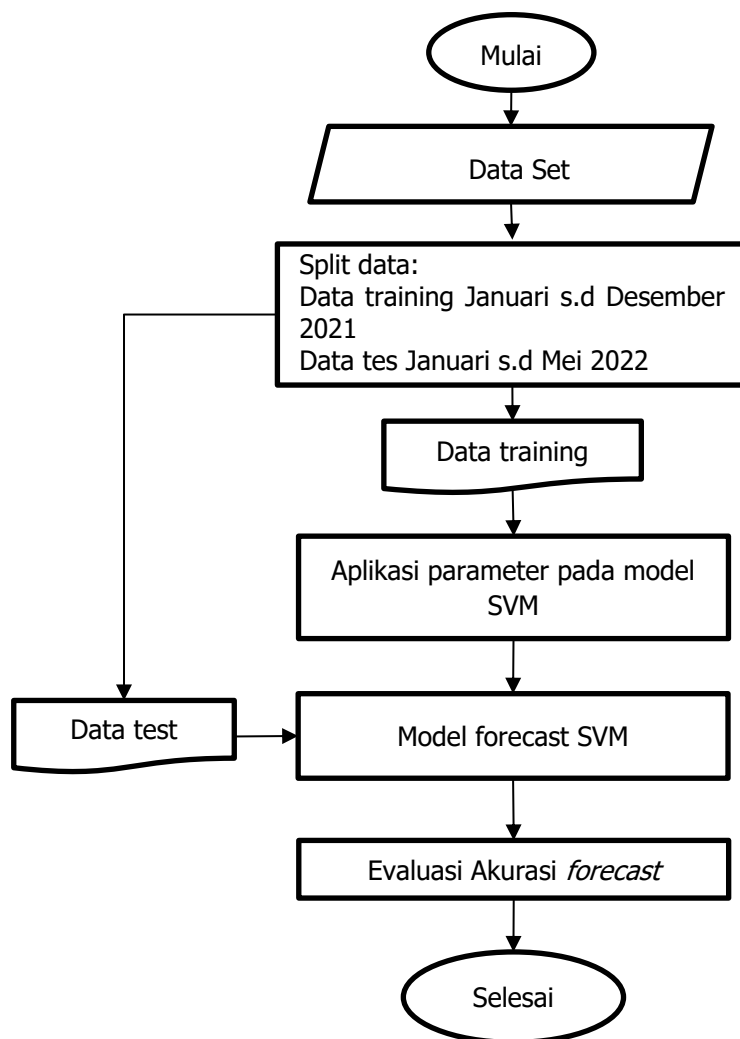 Mulai
Data Set
Split data:
Data training Januari s.d Desember
2021
Data tes Januari s.d Mei 2022
Data training
Aplikasi parameter pada model
SVM
Data test
Model forecast SVM
Evaluasi Akurasi forecast
Selesai